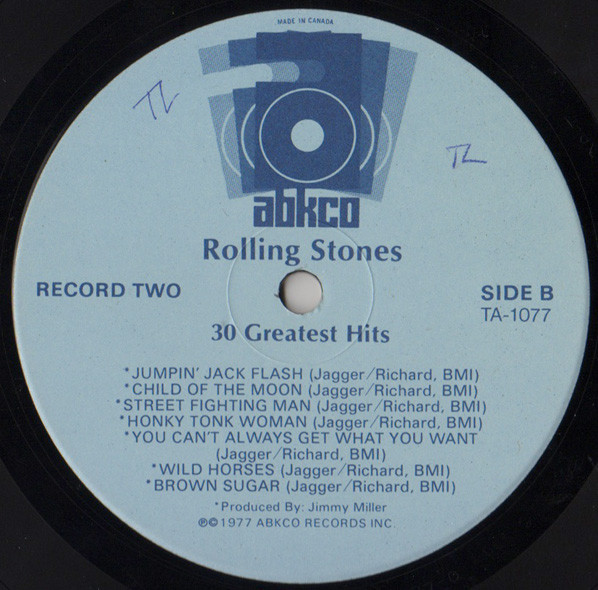 MADE IN CANADA
TL
TL
abkco
Rolling Stones
RECORD TWO
SIDE B
TA-1077
30 Greatest Hits
*JUMPIN' JACK FLASH (Jagger/Richard, BMI)
*CHILD OF THE MOON (Jagger/Richard, BMI)
*STREET FIGHTING MAN (Jagger/Richard, BMI)
*HONKY TONK WOMAN (Jagger/Richard, BMI)
*YOU CAN'T ALWAYS GET WHAT YOU WANT
(Jagger/Richard, BMI)
*WILD HORSES (Jagger/Richard, BMI)
*BROWN SUGAR (Jagger/Richard, BMI)
*Produced By: Jimmy Miller
℗©1977 ABKCO RECORDS INC.